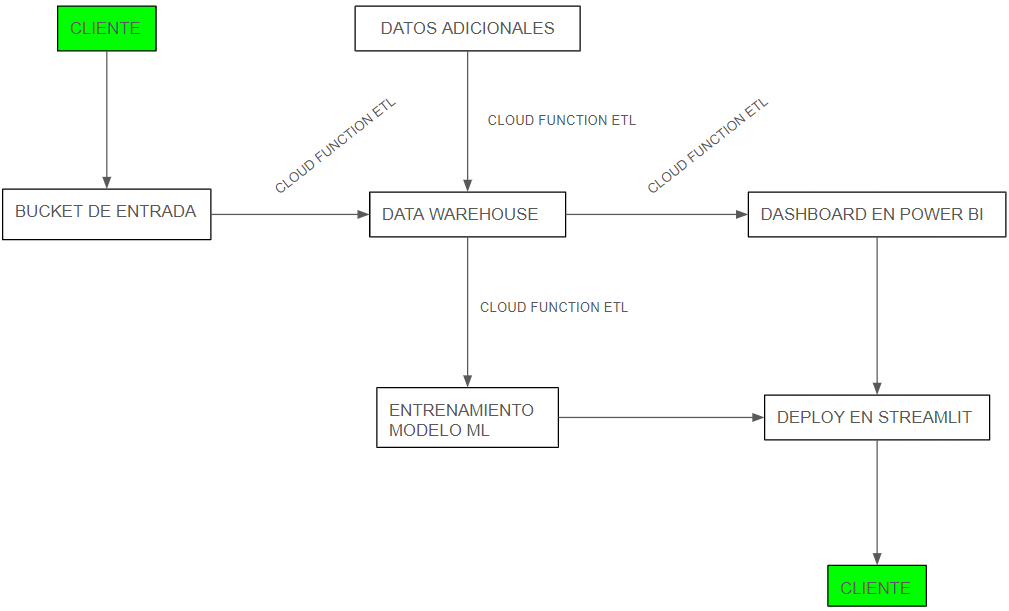 CLIENTE
DATOS ADICIONALES
CLOUD FUNCTION ETL
CLOUD FUNCTION ETL
CLOUD FUNCTION ETL
BUCKET DE ENTRADA
DATA WAREHOUSE
DASHBOARD EN POWER BI
CLOUD FUNCTION ETL
ENTRENAMIENTO
MODELO ML
DEPLOY EN STREAMLIT
CLIENTE